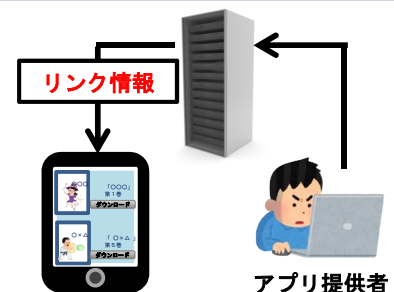 リンク情報
○○○
「○○○」
第1巻
ダウンロード
○×△
「○×△」
第5巻
ダウンロード
アプリ提供者